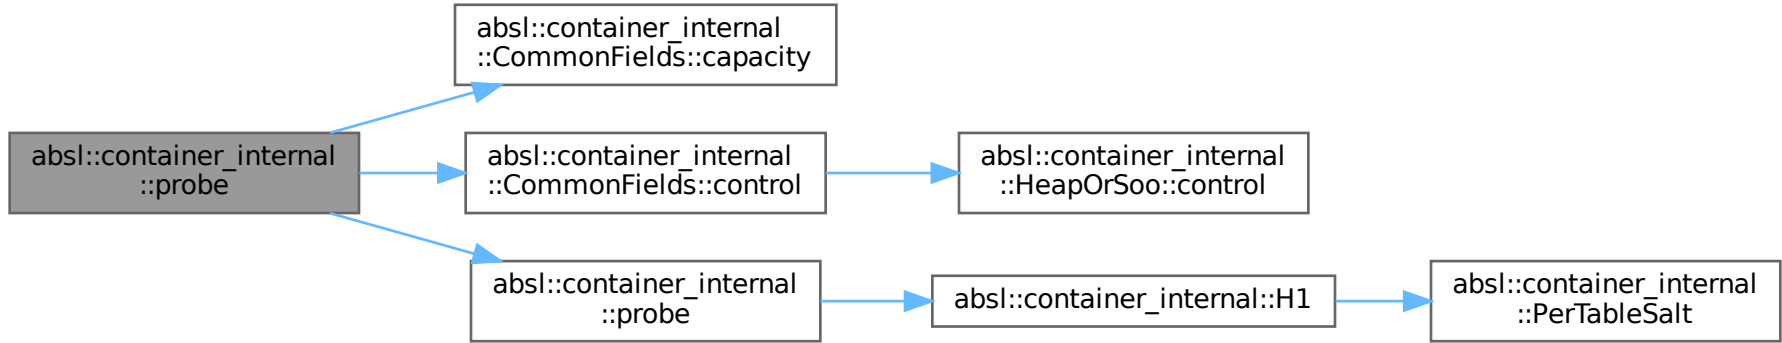 absl::container_internal
::CommonFields::capacity
absl::container_internal
::probe
absl::container_internal
::CommonFields::control
absl::container_internal
::HeapOrSoo::control
absl::container_internal
::probe
absl::container_internal::H1
absl::container_internal
::PerTableSalt